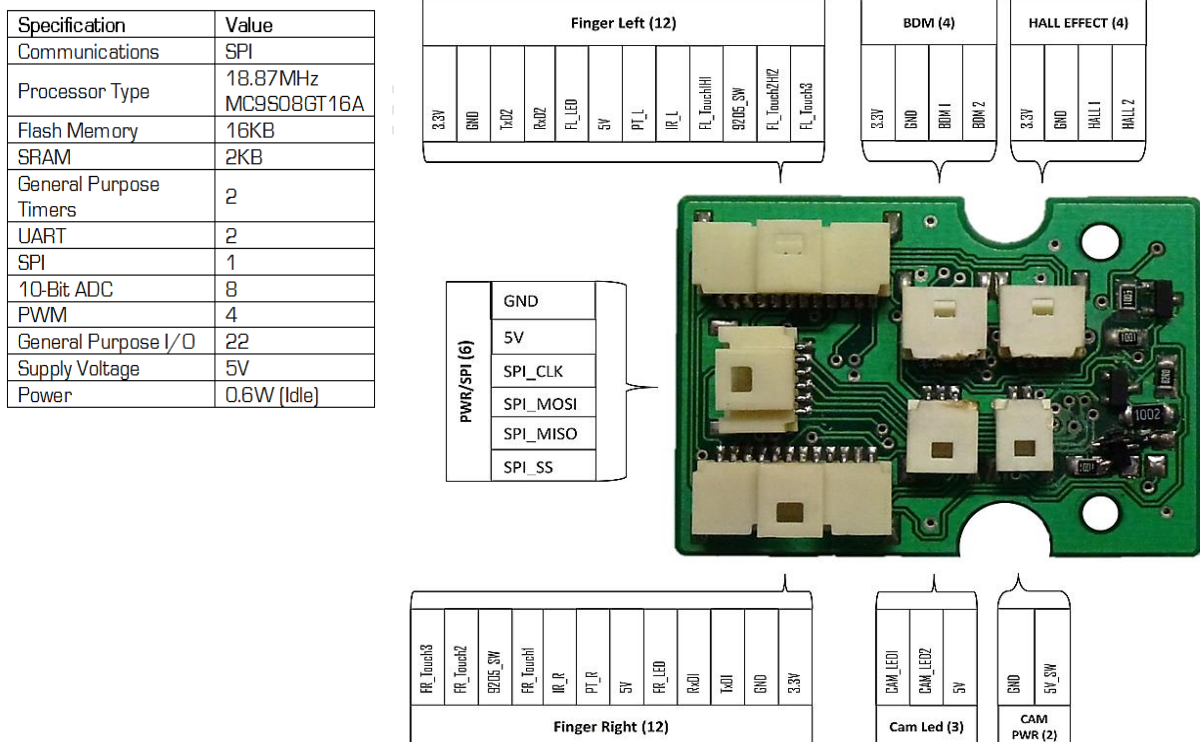 Specification Value
Communications SPI
Processor Type 18.87MHz
MC9S08GT16A
Flash Memory 16KB
SRAM 2KB
General Purpose
Timers 2
UART 2
SPI 1
10-Bit ADC 8
PWM 4
General Purpose I/O 22
Supply Voltage 5V
Power 0.6W (Idle)
Finger Left (12)
3.3V
GND
TxD2
RxD2
FL_LED
5V
PT_L
IR_L
FL_Touch1H1
9205_SW
FL_Touch2H12
FL_Touch3
BDM (4)
3.3V
GND
BDM 1
BDM 2
HALL EFFECT (4)
3.3V
GND
HALL 1
HALL 2
PWR/SPI (6)
GND
5V
SPI_CLK
SPI_MOSI
SPI_MISO
SPI_SS
1001
1001
1002
1001
FR_Touch3
FR_Touch2
9205_SW
FR_Touch1
IR_R
PT_R
5V
FR_LED
RxD1
TxD1
GND
3.3V
Finger Right (12)
CAM_LED1
CAM_LED2
5V
Cam Led (3)
GND
5V_SW
CAM
PWR (2)